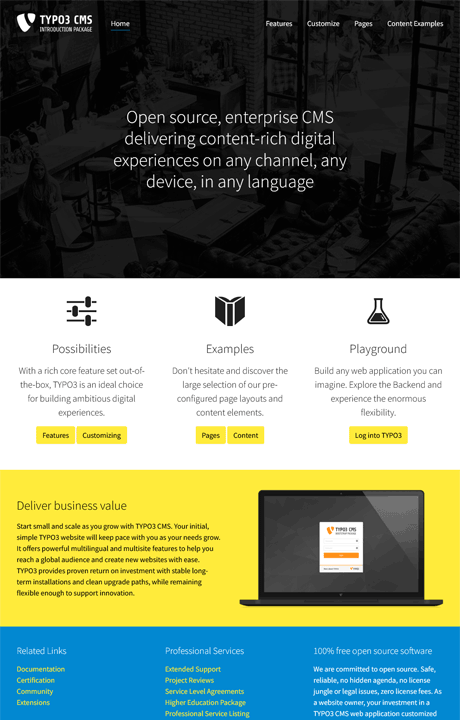 TYPO3 CMS
INTRODUCTION PACKAGE
Home
Features
Customize
Pages
Content Examples
Open source, enterprise CMS
delivering content-rich digital
experiences on any channel, any
device, in any language
Possibilities
With a rich core feature set out-of-
the-box, TYPO3 is an ideal choice
for building ambitious digital
experiences.
Features
Customizing
Examples
Don't hesitate and discover the
large selection of our pre-
configured page layouts and
content elements.
Pages
Content
Playground
Build any web application you can
imagine. Explore the Backend and
experience the enormous
flexibility.
Log into TYPO3
Deliver business value
Start small and scale as you grow with TYPO3 CMS. Your initial,
simple TYPO3 website will keep pace with you as your needs grow.
It offers powerful multilingual and multisite features to help you
reach a global audience and create new websites with ease.
TYPO3 provides proven return on investment with stable long-
term installations and clean upgrade paths, while remaining
flexible enough to support innovation.
TYPO3 CMS
Related Links
Documentation
Certification
Community
Extensions
Professional Services
Extended Support
Project Reviews
Service Level Agreements
Higher Education Package
Professional Service Listing
100% free open source software
We are committed to open source. Safe,
reliable, no hidden agenda, no license
jungle or legal issues, zero license fees. As
a website owner, your investment in a
TYPO3 CMS web application customized